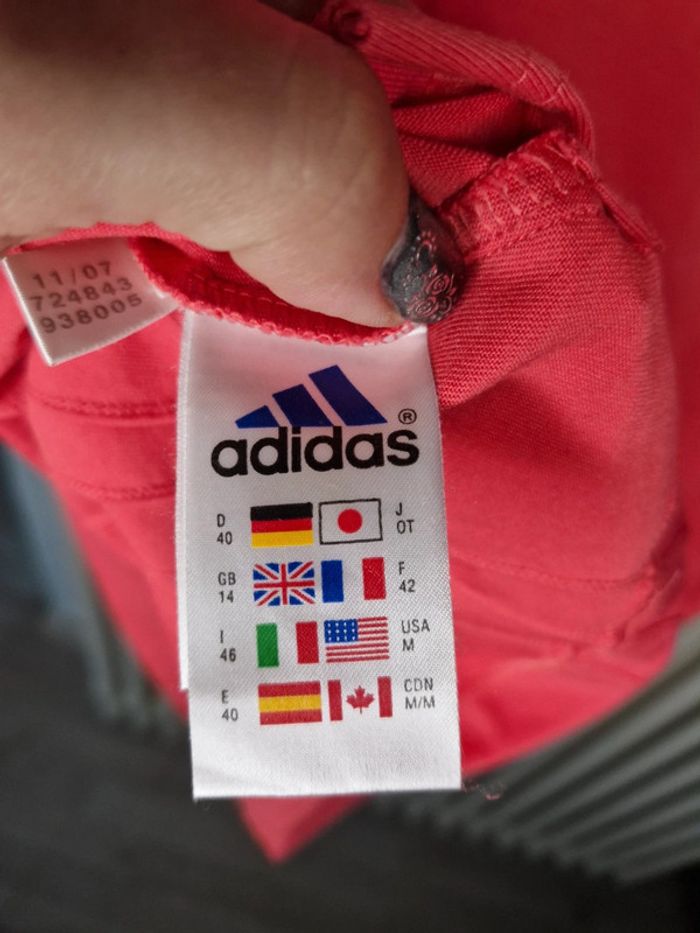 11/07
724843
938005
adidas®
D 40 J OT
GB 14 F 42
I 46 USA M
E 40 CDN M/M